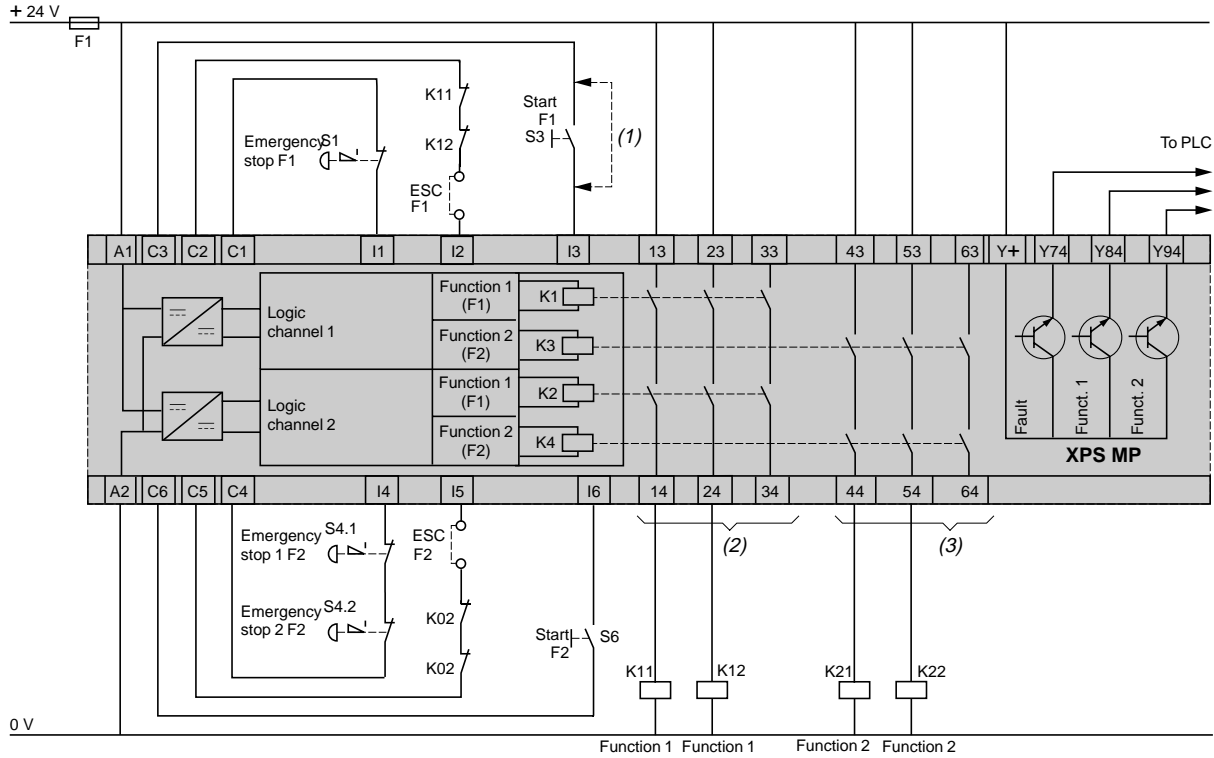 + 24 V
F1
K11
Start
F1
S3
(1)
Emergency S1
stop F1
K12
ESC
F1
To PLC
A1 C3 C2 C1 I1 I2 I3 13 23 33 43 53 63 Y+ Y74 Y84 Y94
Logic
channel 1
Function 1
(F1)
K1
Function 2
(F2)
K3
Logic
channel 2
Function 1
(F1)
K2
Function 2
(F2)
K4
Fault
Funct. 1
Funct. 2
XPS MP
A2 C6 C5 C4 I4 I5 I6 14 24 34 44 54 64
(2)
(3)
Emergency S4.1
stop 1 F2
ESC
F2
Emergency S4.2
stop 2 F2
K02
K02
Start
F2
S6
K11 K12 K21 K22
0 V
Function 1 Function 1 Function 2 Function 2